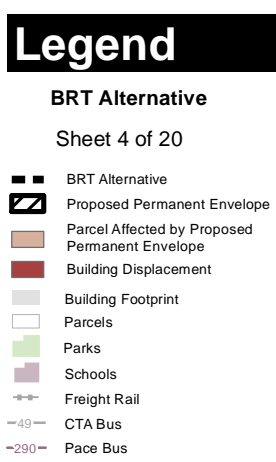 Legend
BRT Alternative
Sheet 4 of 20
BRT Alternative
Proposed Permanent Envelope
Parcel Affected by Proposed
Permanent Envelope
Building Displacement
Building Footprint
Parcels
Parks
Schools
Freight Rail
49 CTA Bus
290 Pace Bus